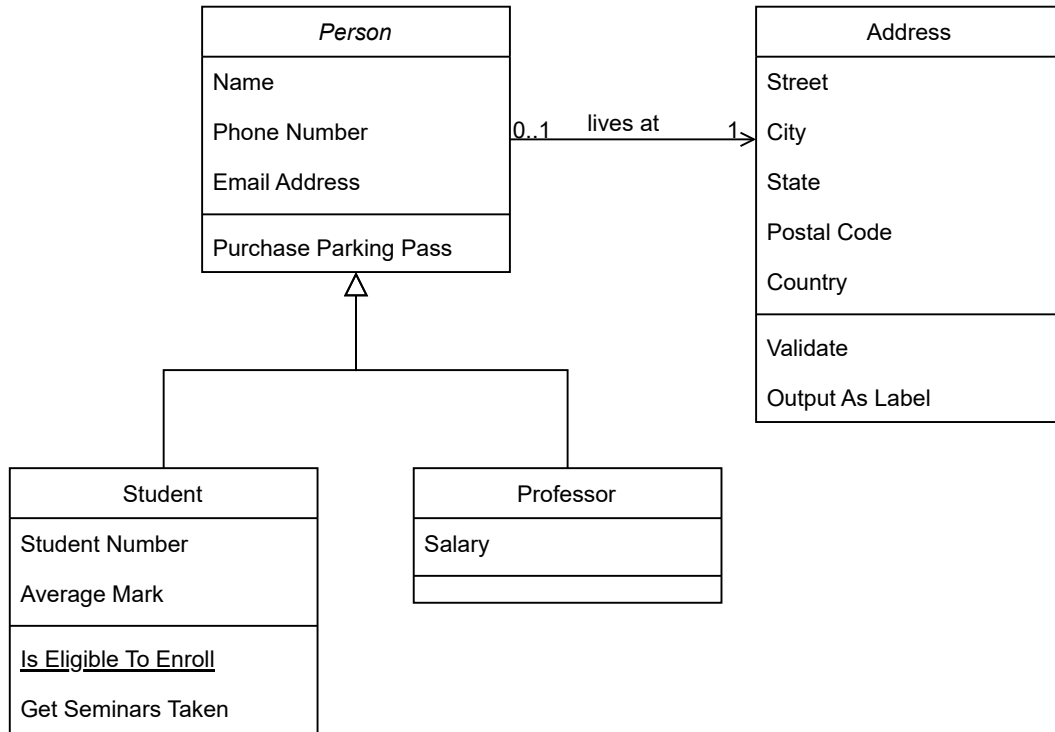 Person
Name
Phone Number
Email Address
Purchase Parking Pass
0..1
lives at
1
Address
Street
City
State
Postal Code
Country
Validate
Output As Label
Student
Student Number
Average Mark
Is Eligible To Enroll
Get Seminars Taken
Professor
Salary